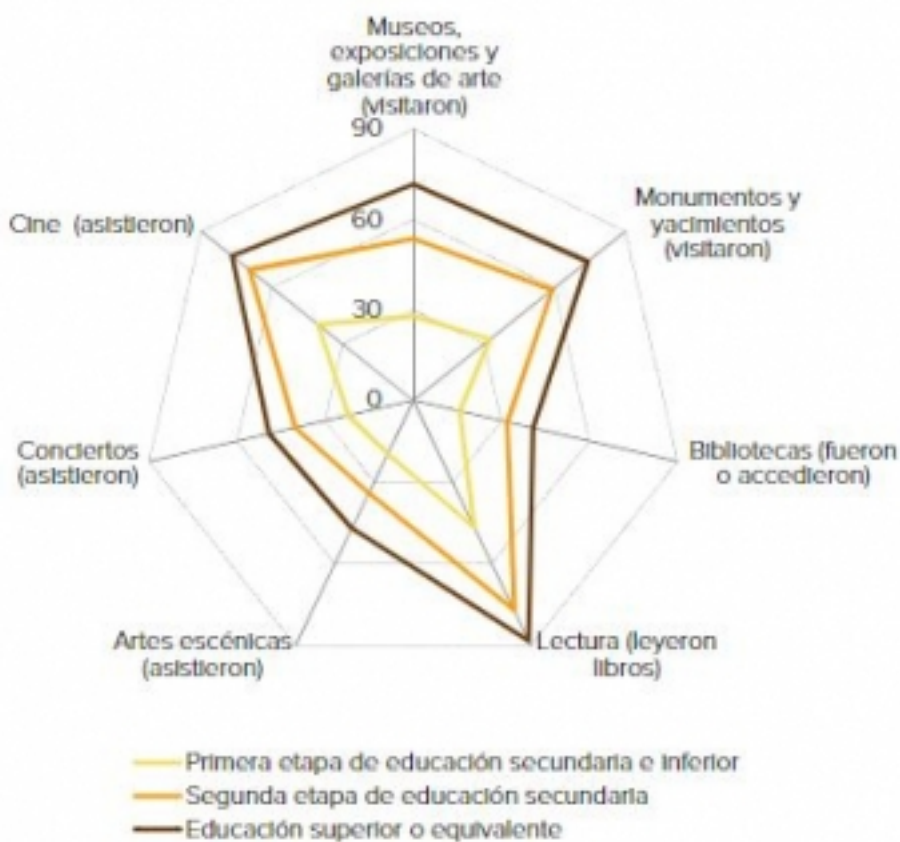 Museos,
exposiciones y
galerías de arte
(visitaron)
90
Monumentos y
yacimientos
(visitaron)
Cine (asistieron)
60
30
0
Conciertos
(asistieron)
Bibliotecas (fueron
o accedieron)
Artes escénicas
(asistieron)
Lectura (leyeron
libros)
Primera etapa de educación secundaria e inferior
Segunda etapa de educación secundaria
Educación superior o equivalente